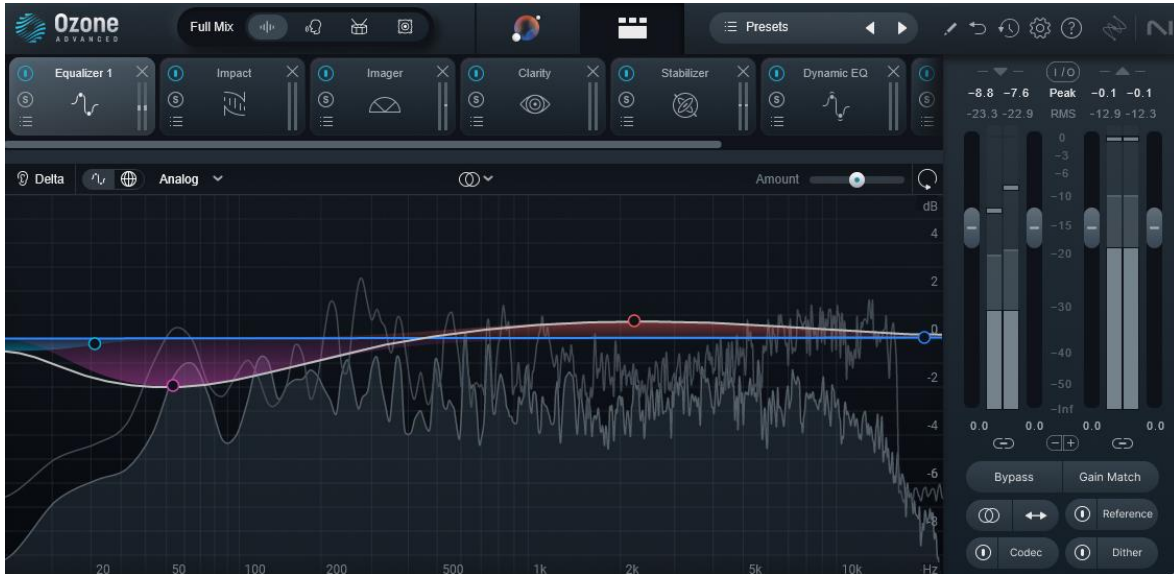 Ozone
ADVANCED
Full Mix
Presets
Equalizer 1
Impact
Imager
Clarity
Stabilizer
Dynamic EQ
S
S
S
S
S
S
S
I / O
-8.8 -7.6 Peak -0.1 -0.1
-23.3 -22.9 RMS -12.9 -12.3
0
-3
-6
-10
-15
-20
-30
-40
-50
-Inf
0.0 0.0 0.0 0.0
Delta
Analog
Amount
dB
4
2
0
-2
-4
-6
-8
20 50 100 200 500 1k 2k 5k 10k Hz
Bypass
Gain Match
Reference
Codec
Dither